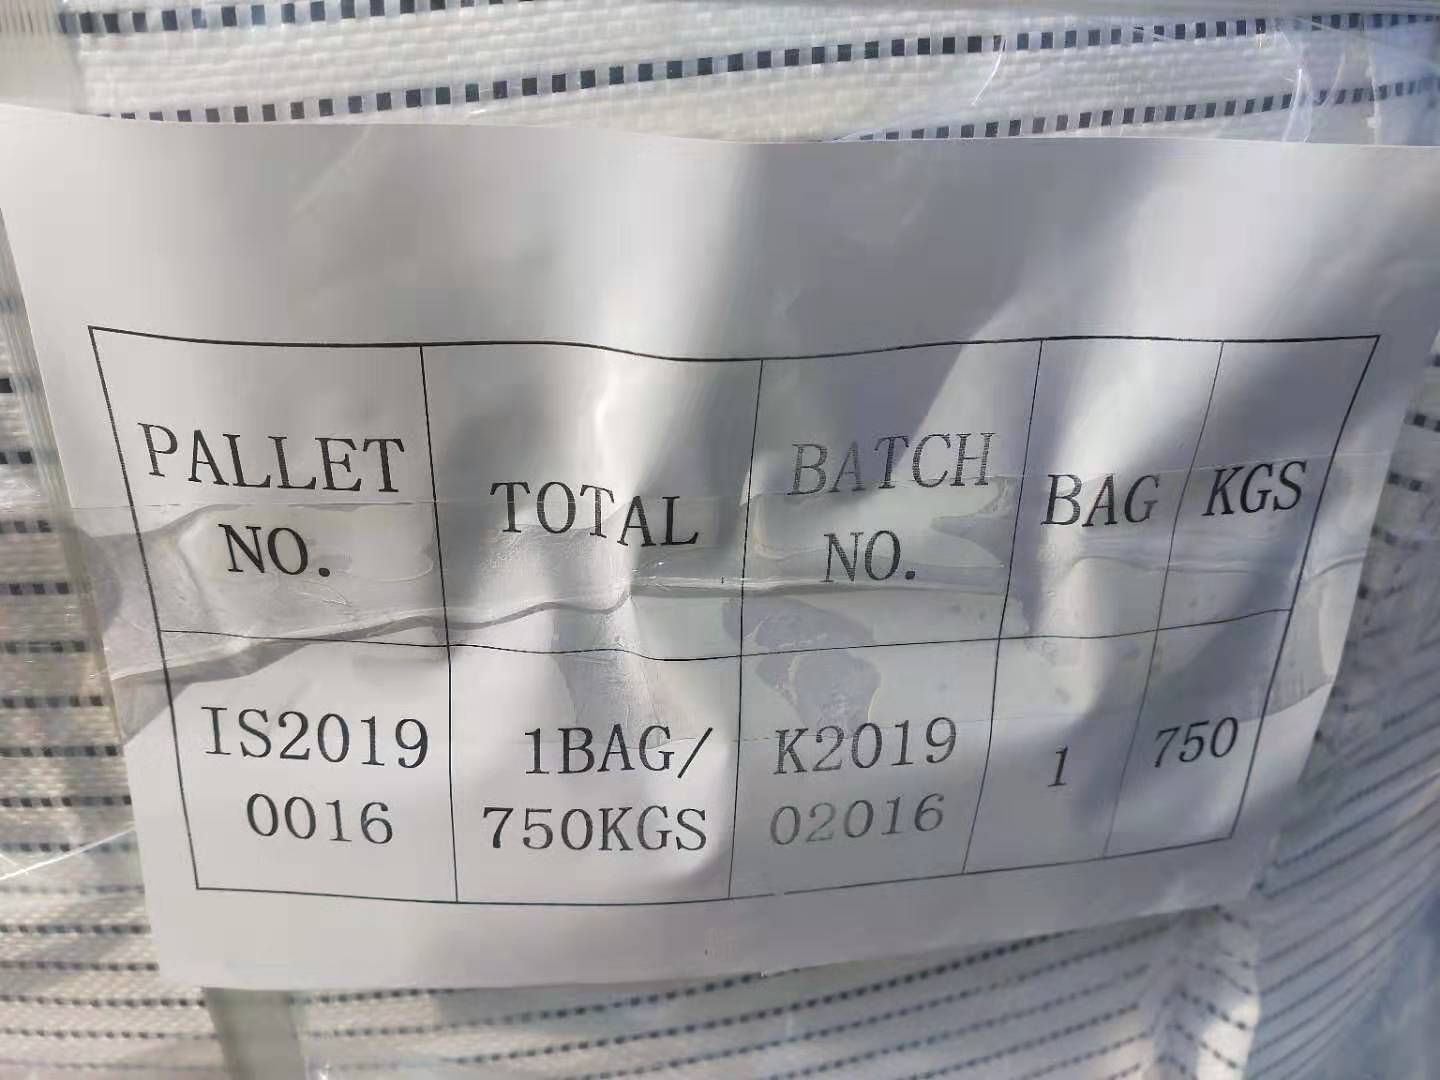 PALLET
NO.
TOTAL
BATCH
NO.
BAG
KGS
IS2019
0016
1BAG/
750KGS
K2019
02016
1
750